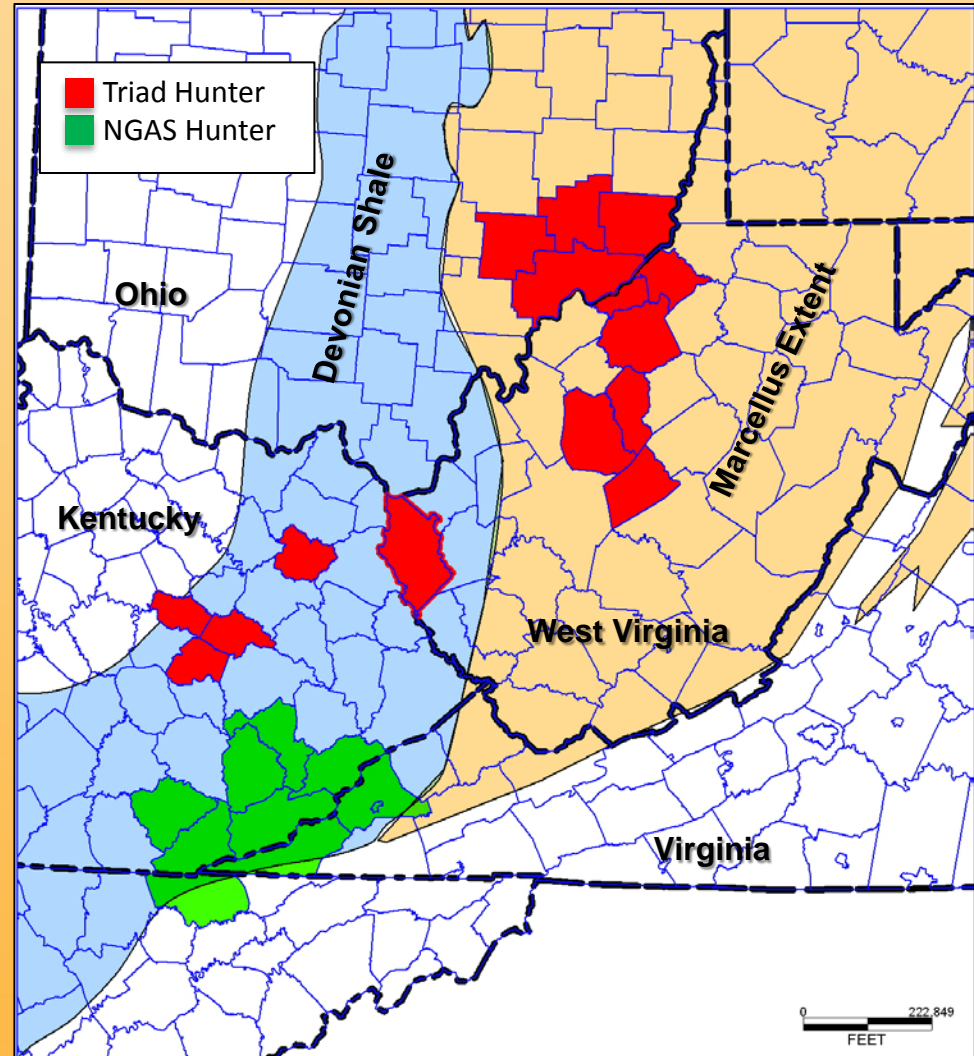 Triad Hunter
NGAS Hunter
Devonian Shale
Ohio
Marcellus Extent
Kentucky
West Virginia
Virginia
0 222,849
FEET